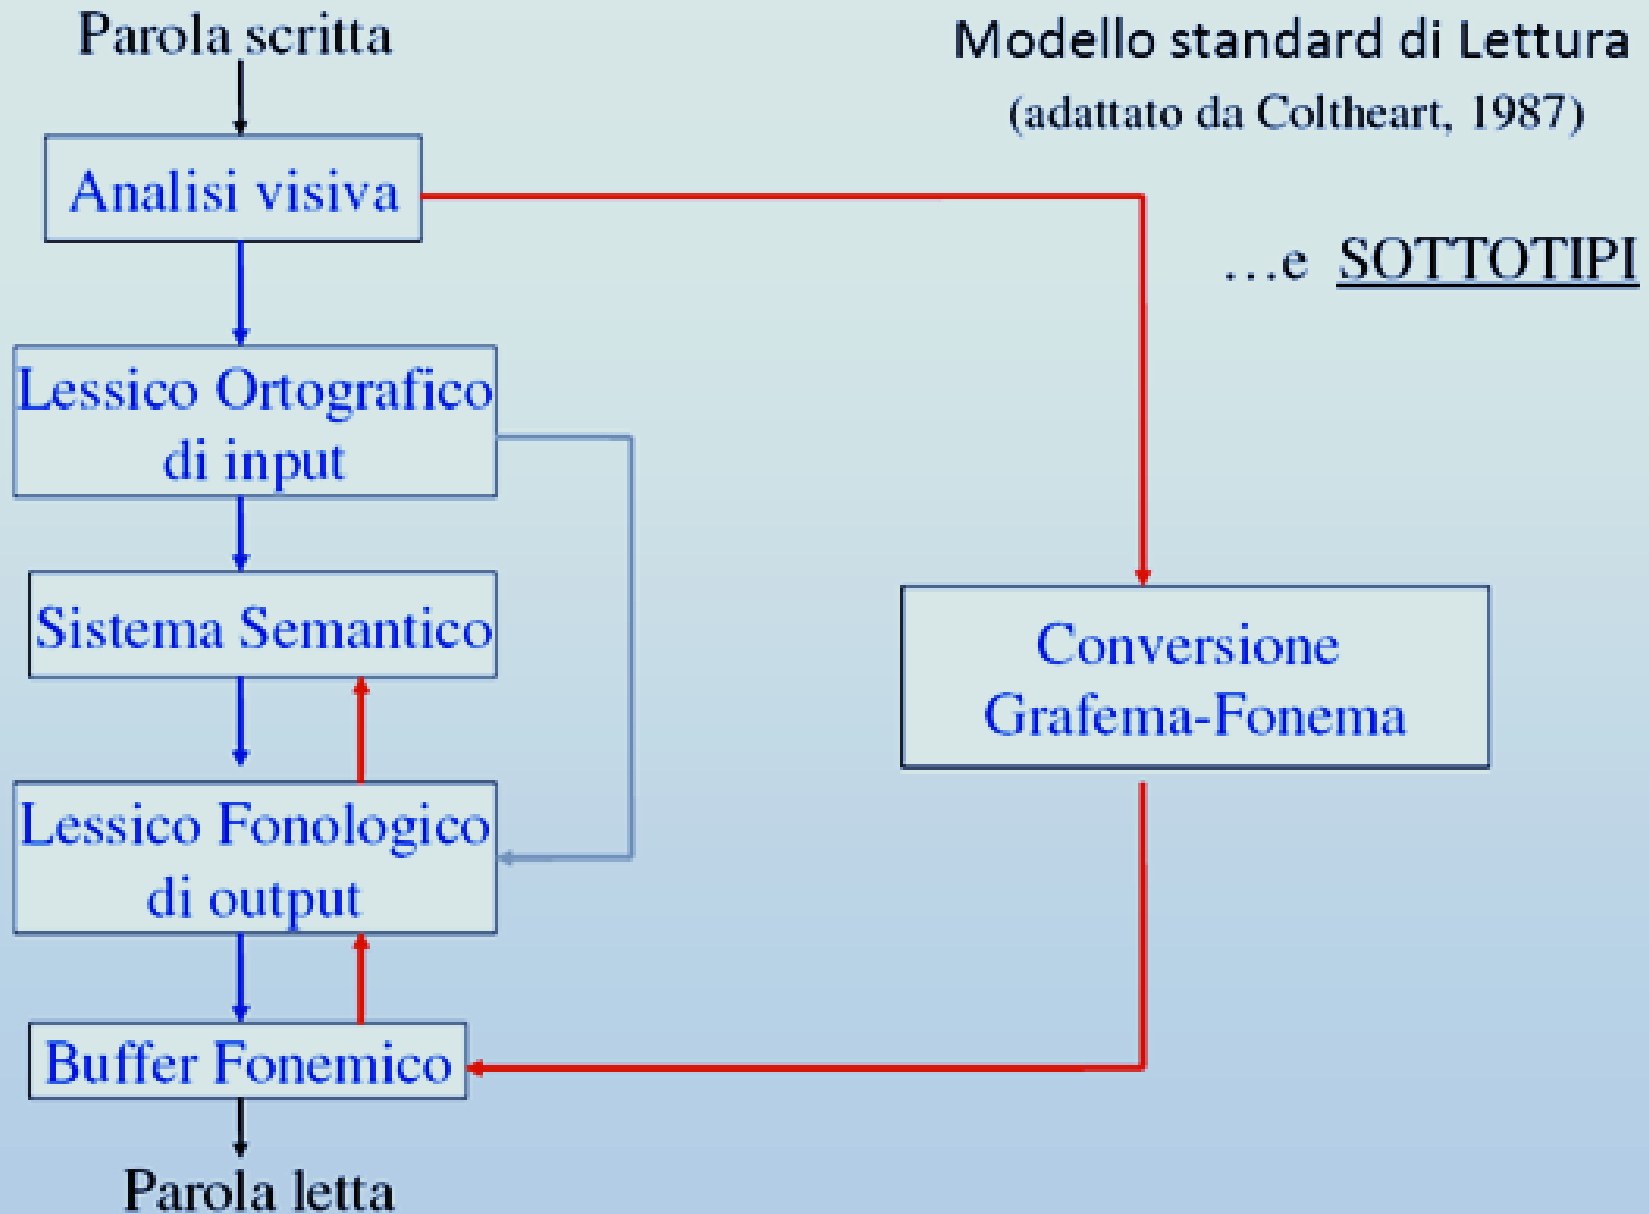 Parola scritta
Modello standard di Lettura
(adattato da Coltheart, 1987)
Analisi visiva
...e SOTTOTIPI
Lessico Ortografico
di input
Sistema Semantico
Conversione
Grafema-Fonema
Lessico Fonologico
di output
Buffer Fonemico
Parola letta